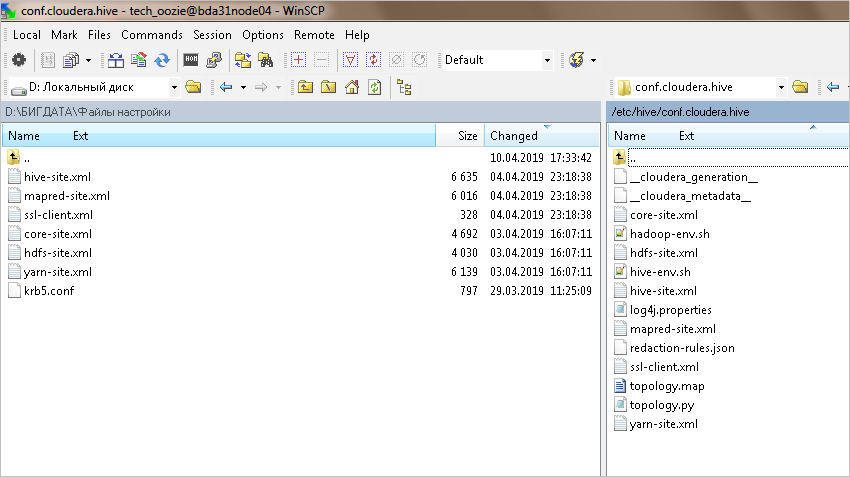 conf.cloudera.hive - tech_oozie@bda31node04 - WinSCP
Local Mark Files Commands Session Options Remote Help
Default
D: Локальный диск
conf.cloudera.hive
D:\БИГДАТА\Файлы настройки
/etc/hive/conf.cloudera.hive
Name Ext Size Changed
.. 10.04.2019 17:33:42
hive-site.xml 6 635 04.04.2019 23:18:38
mapred-site.xml 6 016 04.04.2019 23:18:38
ssl-client.xml 328 04.04.2019 23:18:38
core-site.xml 4 692 03.04.2019 16:07:11
hdfs-site.xml 4 030 03.04.2019 16:07:11
yarn-site.xml 6 139 03.04.2019 16:07:11
krb5.conf 797 29.03.2019 11:25:09
Name Ext
..
__cloudera_generation__
__cloudera_metadata__
core-site.xml
hadoop-env.sh
hdfs-site.xml
hive-env.sh
hive-site.xml
log4j.properties
mapred-site.xml
redaction-rules.json
ssl-client.xml
topology.map
topology.py
yarn-site.xml